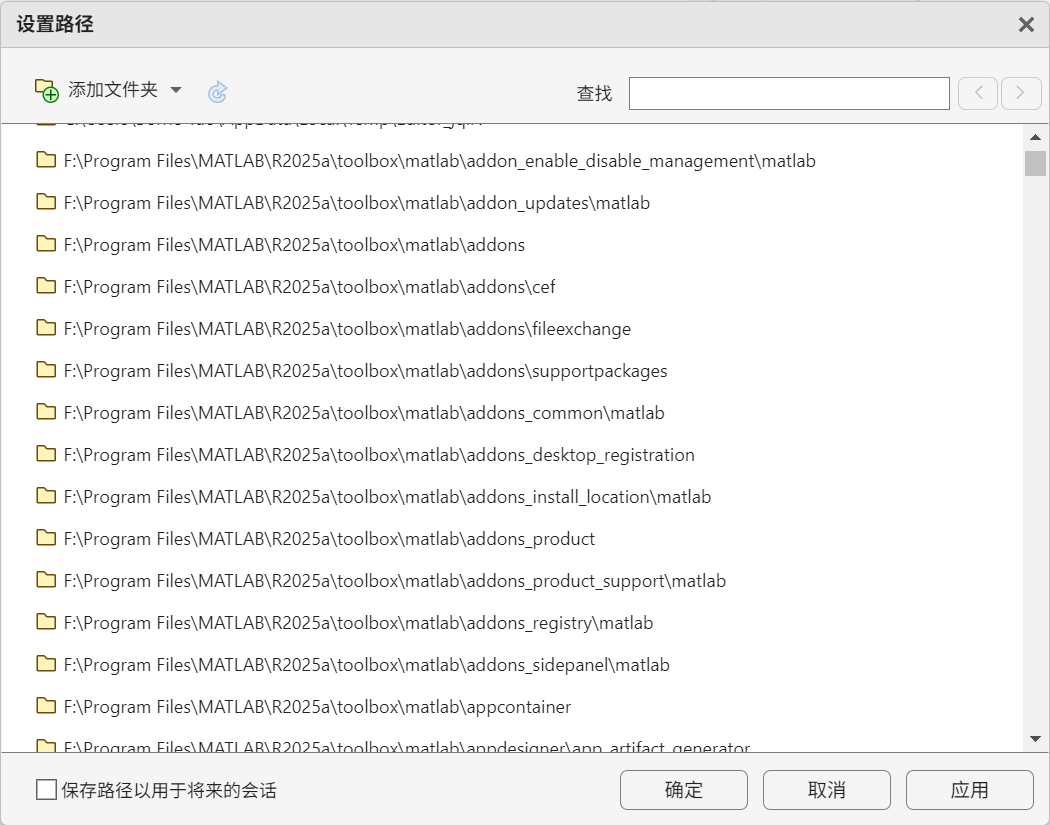 设置路径
添加文件夹
查找
F:\Program Files\MATLAB\R2025a\toolbox\matlab\addon_enable_disable_management\matlab
F:\Program Files\MATLAB\R2025a\toolbox\matlab\addon_updates\matlab
F:\Program Files\MATLAB\R2025a\toolbox\matlab\addons
F:\Program Files\MATLAB\R2025a\toolbox\matlab\addons\cef
F:\Program Files\MATLAB\R2025a\toolbox\matlab\addons\fileexchange
F:\Program Files\MATLAB\R2025a\toolbox\matlab\addons\supportpackages
F:\Program Files\MATLAB\R2025a\toolbox\matlab\addons_common\matlab
F:\Program Files\MATLAB\R2025a\toolbox\matlab\addons_desktop_registration
F:\Program Files\MATLAB\R2025a\toolbox\matlab\addons_install_location\matlab
F:\Program Files\MATLAB\R2025a\toolbox\matlab\addons_product
F:\Program Files\MATLAB\R2025a\toolbox\matlab\addons_product_support\matlab
F:\Program Files\MATLAB\R2025a\toolbox\matlab\addons_registry\matlab
F:\Program Files\MATLAB\R2025a\toolbox\matlab\addons_sidepanel\matlab
F:\Program Files\MATLAB\R2025a\toolbox\matlab\appcontainer
F:\Program Files\MATLAB\R2025a\toolbox\matlab\appdesigner\app_artifact_generator
保存路径以用于将来的会话
确定
取消
应用